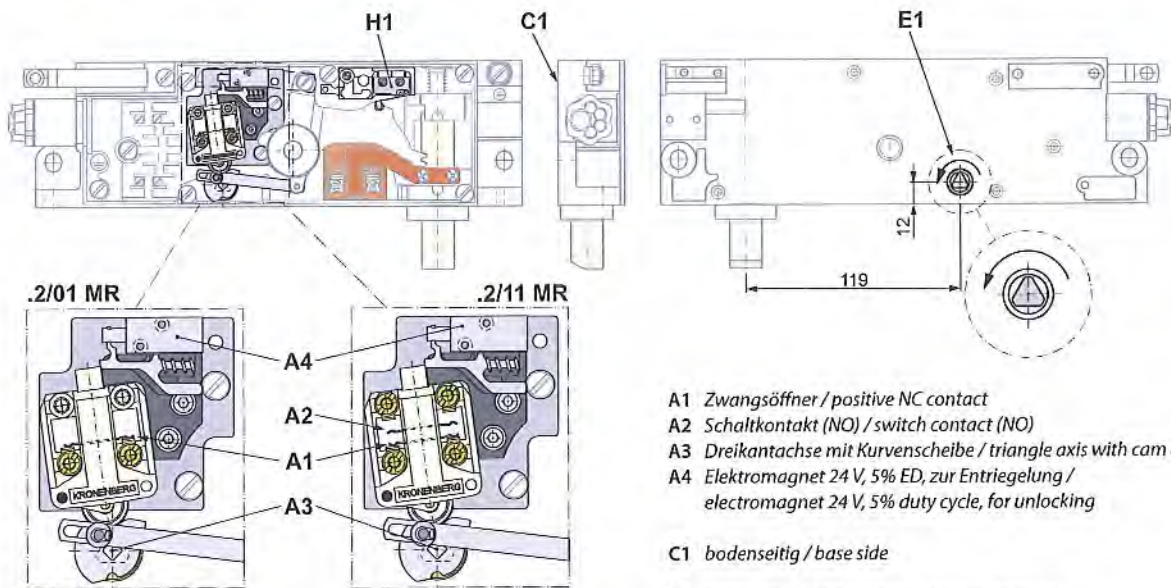 H1
C1
E1
12
119
.2/01 MR
.2/11 MR
A4
A2
A1
A3
KRONENBERG
KRONENBERG
A1 Zwangsöffner / positive NC contact
A2 Schaltkontakt (NO) / switch contact (NO)
A3 Dreikantachse mit Kurvenscheibe / triangle axis with cam
A4 Elektromagnet 24 V, 5% ED, zur Entriegelung /
electromagnet 24 V, 5% duty cycle, for unlocking
C1 bodenseitig / base side